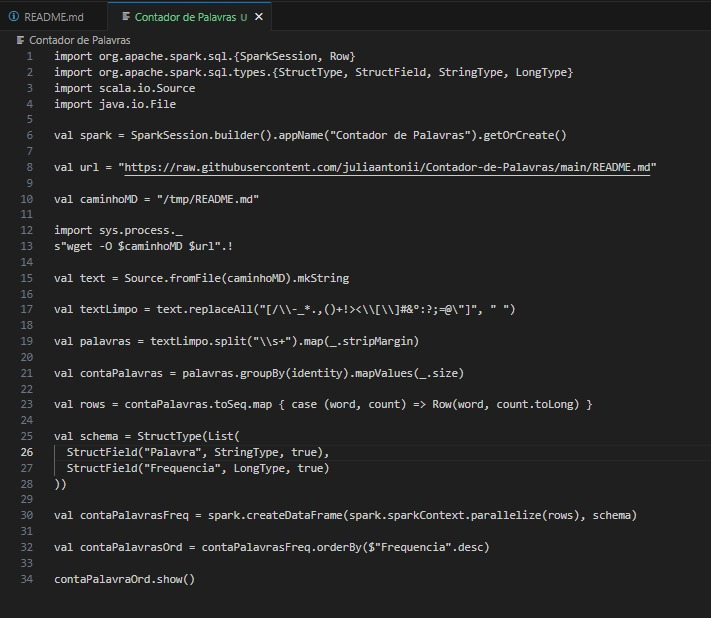 README.md Contador de Palavras U
Contador de Palavras
1 import org.apache.spark.sql.{SparkSession, Row}
2 import org.apache.spark.sql.types.{StructType, StructField, StringType, LongType}
3 import scala.io.Source
4 import java.io.File
5
6 val spark = SparkSession.builder().appName("Contador de Palavras").getOrCreate()
7
8 val url = "https://raw.githubusercontent.com/juliaantonii/Contador-de-Palavras/main/README.md"
9
10 val caminhoMD = "/tmp/README.md"
11
12 import sys.process._
13 s"wget -O $caminhoMD $url".!
14
15 val text = Source.fromFile(caminhoMD).mkString
16
17 val textLimpo = text.replaceAll("[/\\-_*.,()+!><\\[\\]#&º:?;=@\"]", " ")
18
19 val palavras = textLimpo.split("\\s+").map(_.stripMargin)
20
21 val contaPalavras = palavras.groupBy(identity).mapValues(_.size)
22
23 val rows = contaPalavras.toSeq.map { case (word, count) => Row(word, count.toLong) }
24
25 val schema = StructType(List(
26 StructField("Palavra", StringType, true),
27 StructField("Frequencia", LongType, true)
28 ))
29
30 val contaPalavrasFreq = spark.createDataFrame(spark.sparkContext.parallelize(rows), schema)
31
32 val contaPalavrasOrd = contaPalavrasFreq.orderBy($"Frequencia".desc)
33
34 contaPalavraOrd.show()